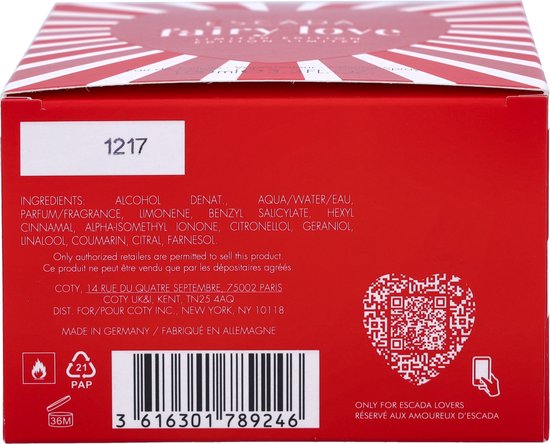 ESCADA
fairy love
LIMITED EDITION
1217
INGREDIENTS: ALCOHOL DENAT., AQUA/WATER/EAU,
PARFUM/FRAGRANCE, LIMONENE, BENZYL SALICYLATE, HEXYL
CINNAMAL, ALPHA-ISOMETHYL IONONE, CITRONELLOL, GERANIOL,
LINALOOL, COUMARIN, CITRAL, FARNESOL.
Only authorized retailers are permitted to sell this product.
Ce produit ne peut être vendu que par les dépositaires agréés.
COTY, 14 RUE DU QUATRE SEPTEMBRE, 75002 PARIS
COTY UK&I, KENT, TN25 4AQ
DIST. FOR/POUR COTY INC., NEW YORK, NY 10118
MADE IN GERMANY / FABRIQUÉ EN ALLEMAGNE
21
PAP
36M
3 616301 789246
ONLY FOR ESCADA LOVERS
RÉSERVÉ AUX AMOUREUX D'ESCADA